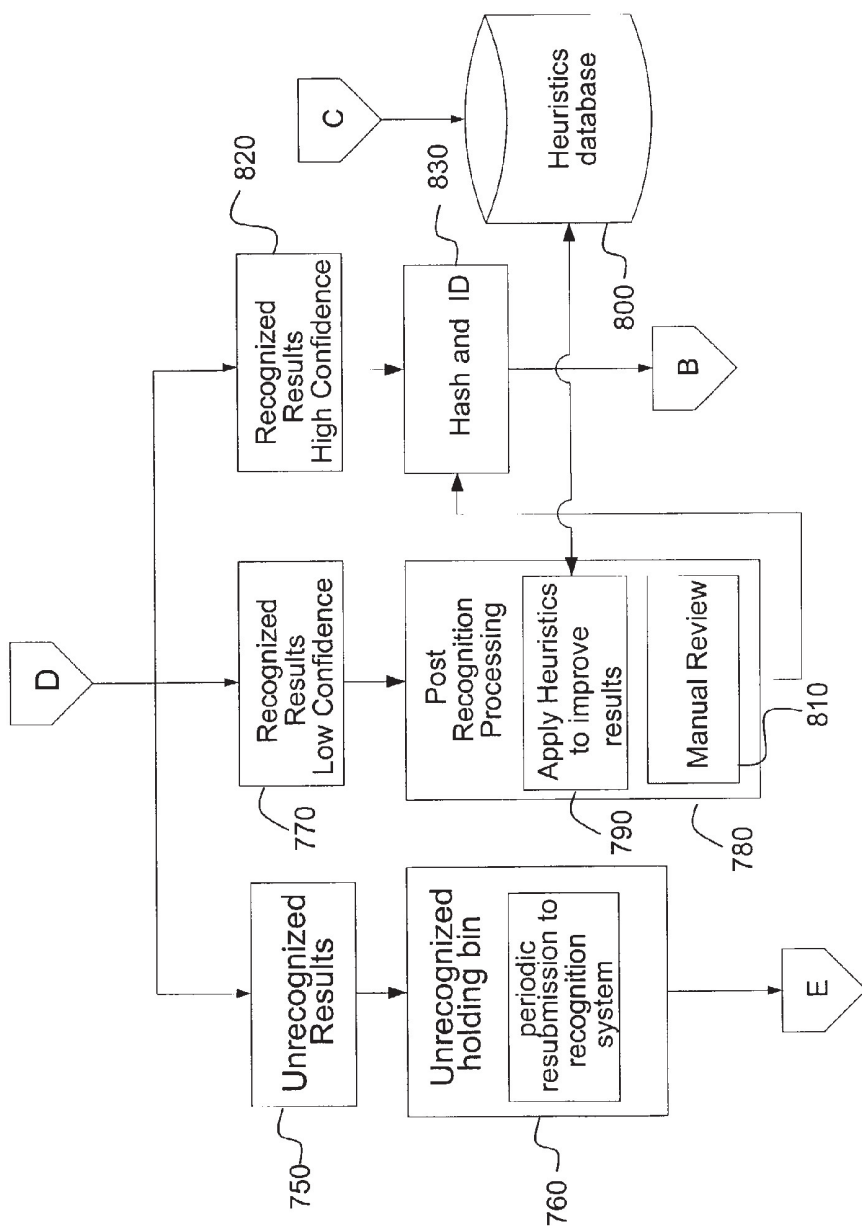 D
Unrecognized
Results
750
Recognized
Results
Low Confidence
770
Recognized
Results
High Confidence
820
Unrecognized
holding bin
periodic
resubmission to
recognition
system
760
E
Post
Recognition
Processing
Apply Heuristics
to improve
results
790
Manual Review
810
780
Hash and ID
830
B
C
Heuristics
database
800